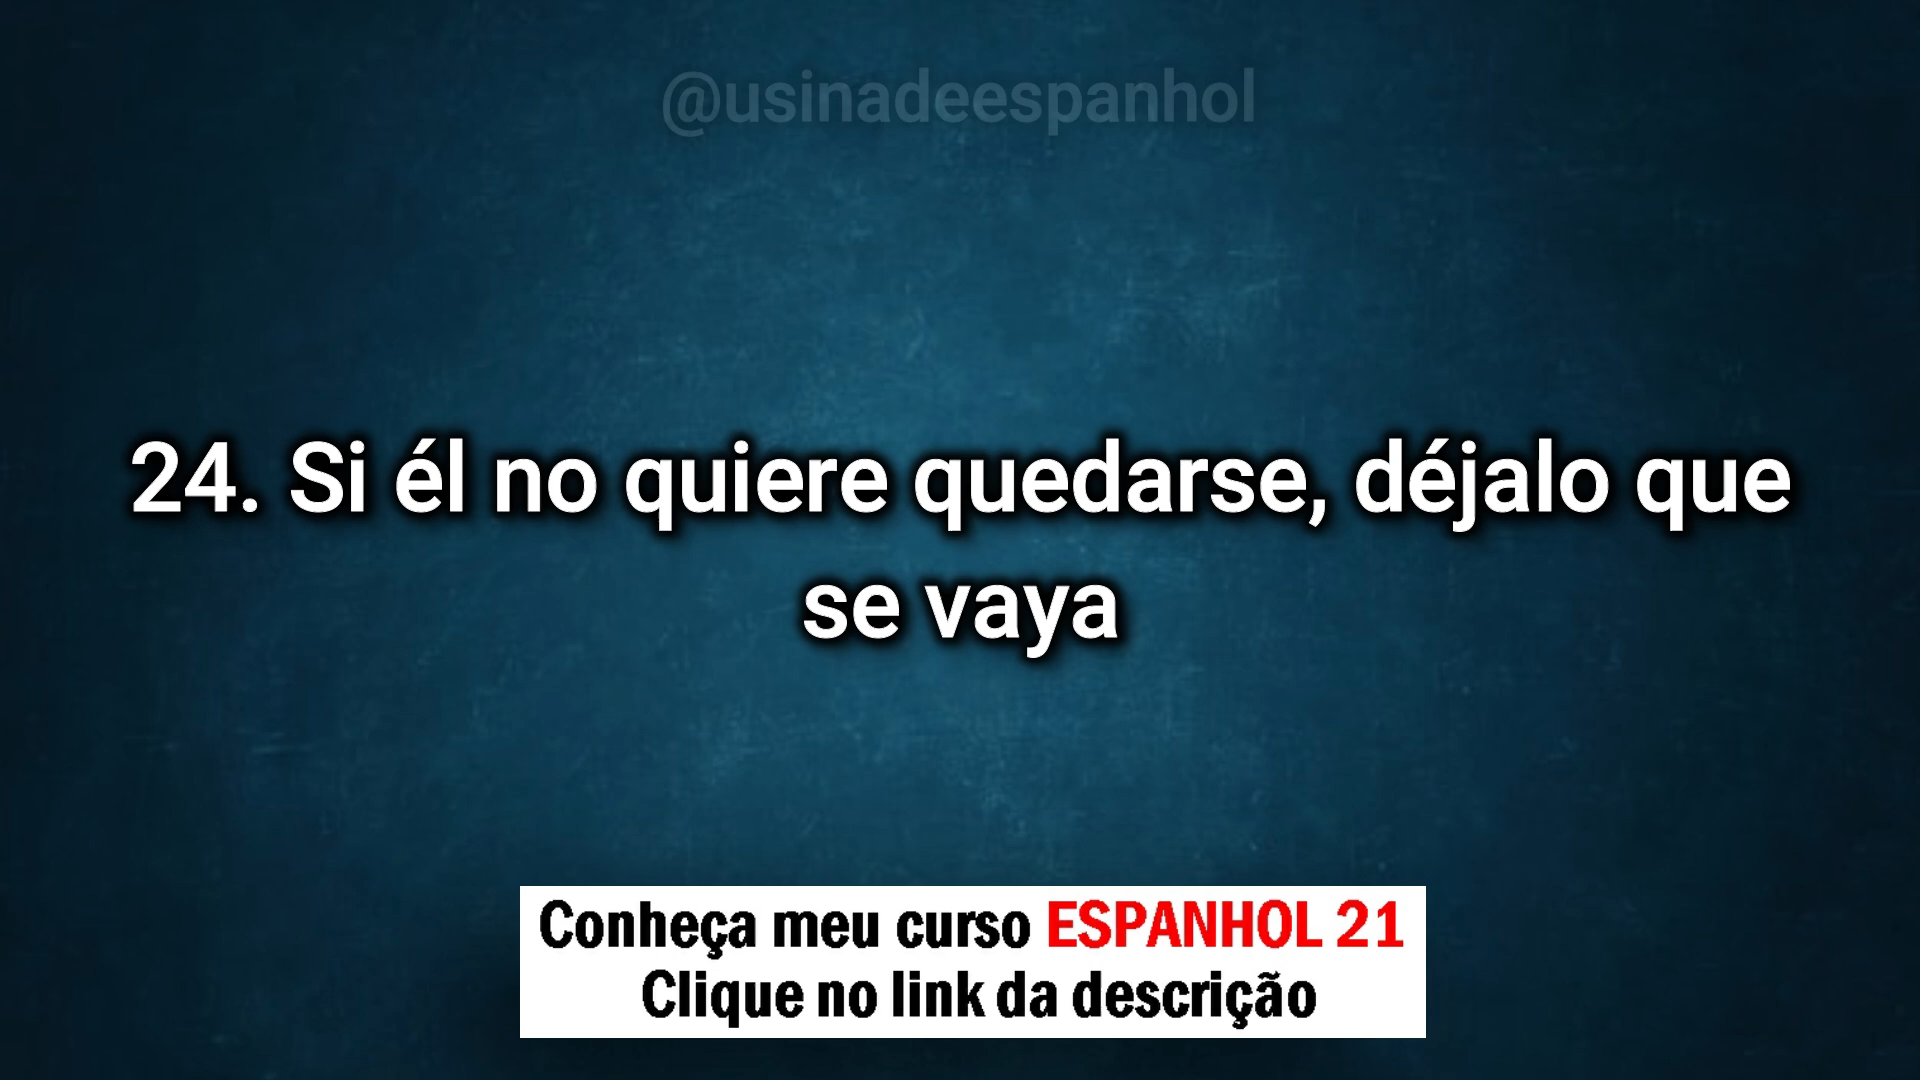 @usinadeespanhol
24. Si él no quiere quedarse, déjalo que
se vaya
Conheça meu curso ESPANHOL 21
Clique no link da descrição